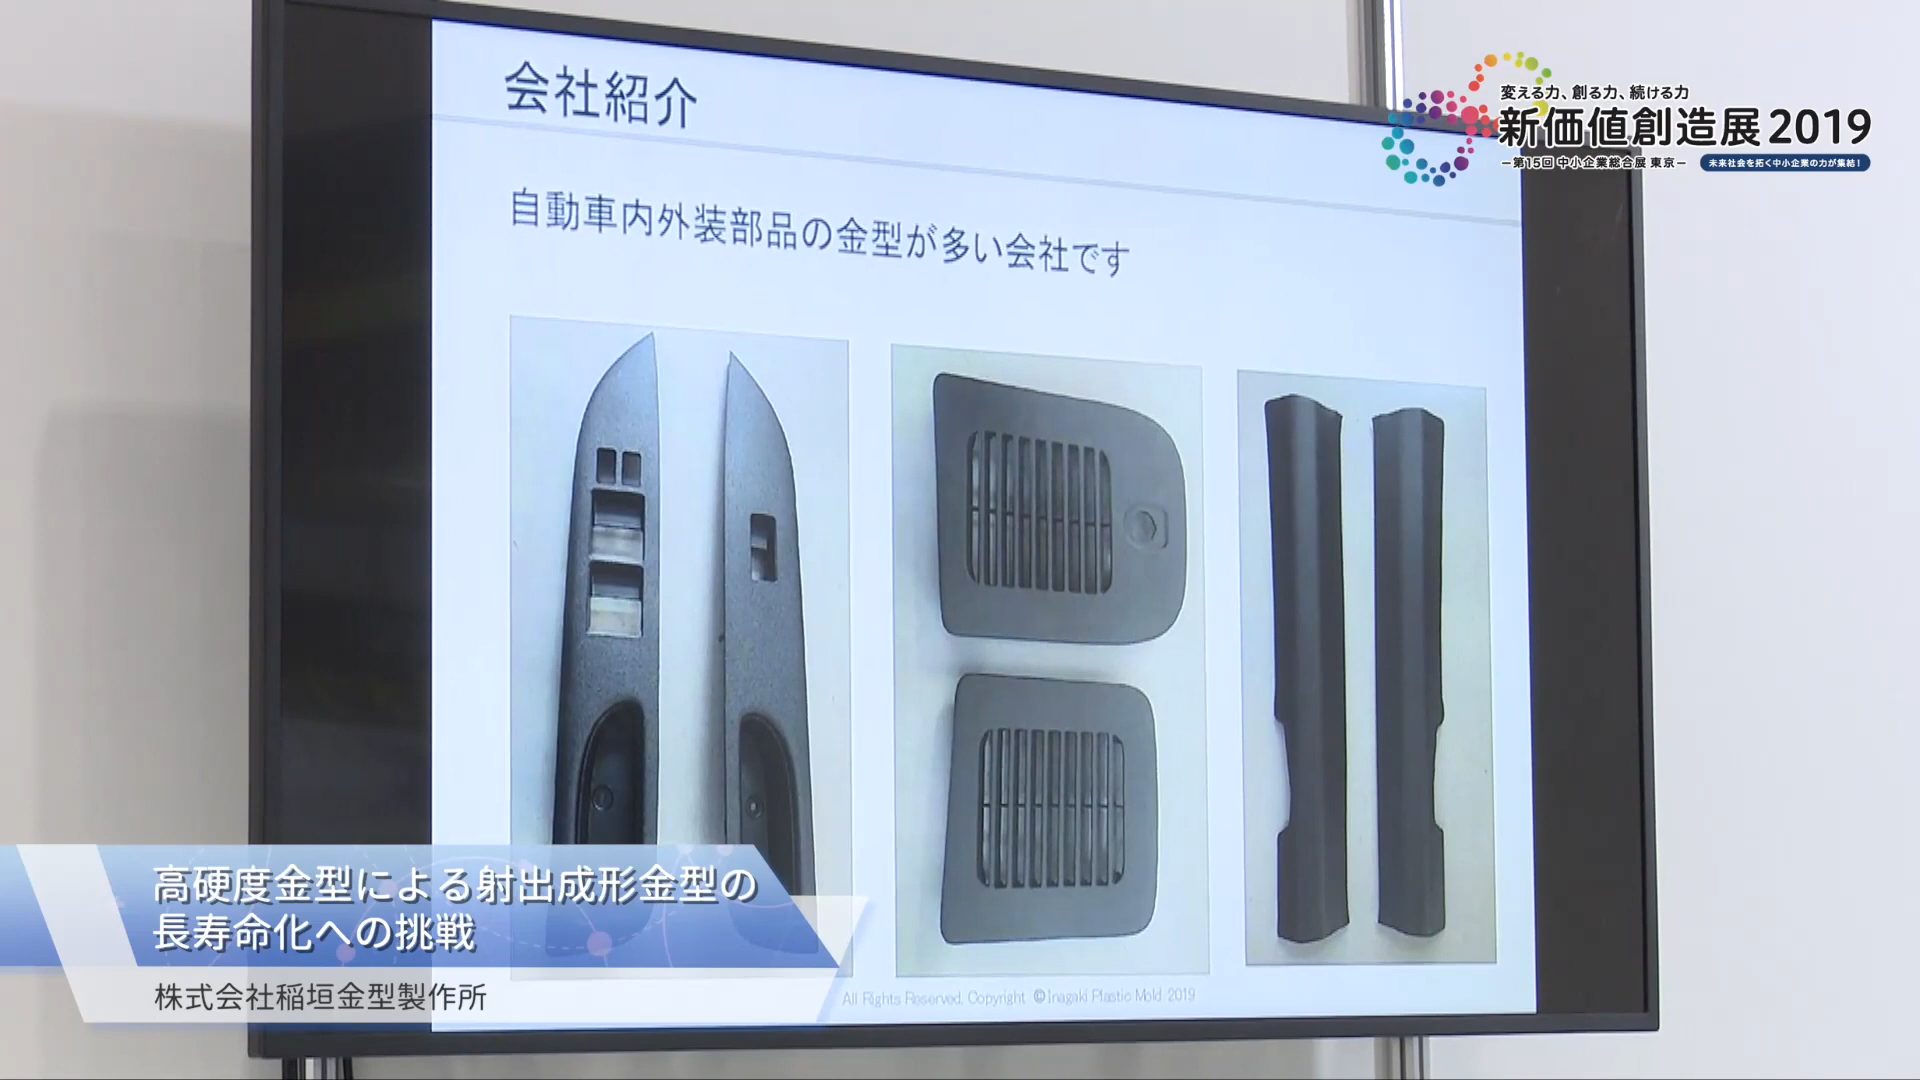 会社紹介
変える力、創る力、続ける力
新価値創造展2019
ー第15回 中小企業総合展 東京ー
未来社会を拓く中小企業の力が集結！
自動車内外装部品の金型が多い会社です
高硬度金型による射出成形金型の
長寿命化への挑戦
株式会社稲垣金型製作所
All Rights Reserved, Copyright ©Inagaki Plastic Mold 2019